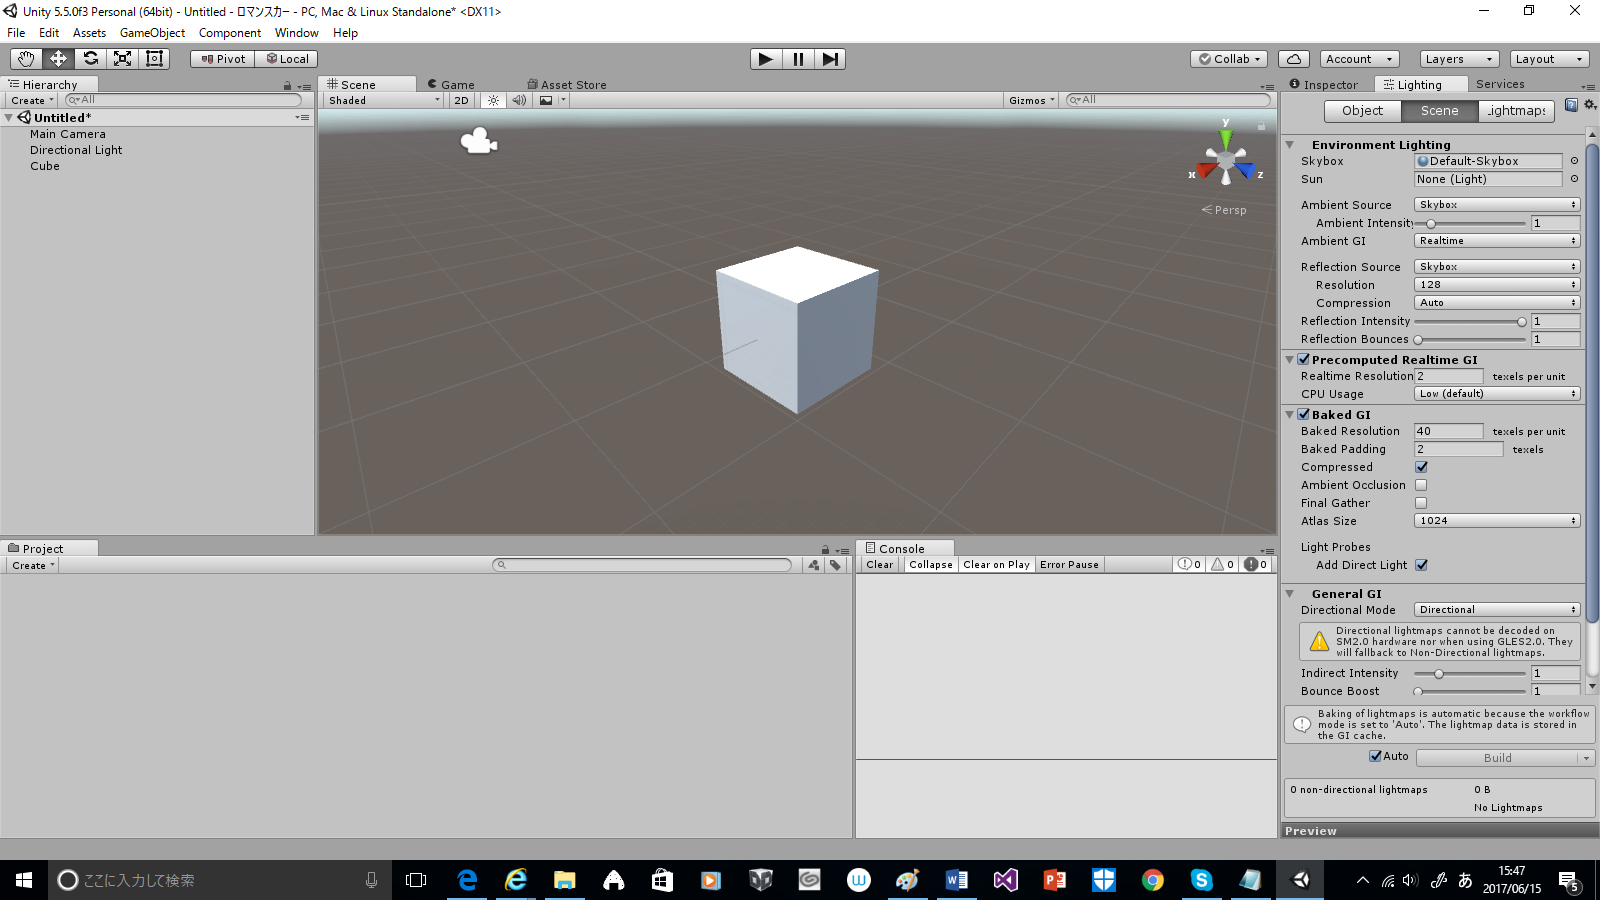 Unity 5.5.0f3 Personal (64bit) - Untitled - ロマンスカー - PC, Mac & Linux Standalone* <DX11>
File Edit Assets GameObject Component Window Help
Pivot Local Collab Account Layers Layout
Hierarchy
Create All
Untitled*
Main Camera
Directional Light
Cube
Scene Game Asset Store
Shaded 2D Gizmos All
y
x z
Persp
Inspector Lighting Services
Object Scene Lightmaps
Environment Lighting
Skybox Default-Skybox
Sun None (Light)
Ambient Source Skybox
Ambient Intensity 1
Ambient GI Realtime
Reflection Source Skybox
Resolution 128
Compression Auto
Reflection Intensity 1
Reflection Bounces 1
Precomputed Realtime GI
Realtime Resolution 2 texels per unit
CPU Usage Low (default)
Baked GI
Baked Resolution 40 texels per unit
Baked Padding 2 texels
Compressed
Ambient Occlusion
Final Gather
Atlas Size 1024
Light Probes
Add Direct Light
General GI
Directional Mode Directional
Directional lightmaps cannot be decoded on
SM2.0 hardware nor when using GLES2.0. They
will fallback to Non-Directional lightmaps.
Indirect Intensity 1
Bounce Boost 1
Baking of lightmaps is automatic because the workflow
mode is set to 'Auto'. The lightmap data is stored in
the GI cache.
Auto Build
0 non-directional lightmaps 0 B
No Lightmaps
Preview
Project
Create
Console
Clear Collapse Clear on Play Error Pause 0 0 0
ここに入力して検索
あ
15:47
2017/06/15
5